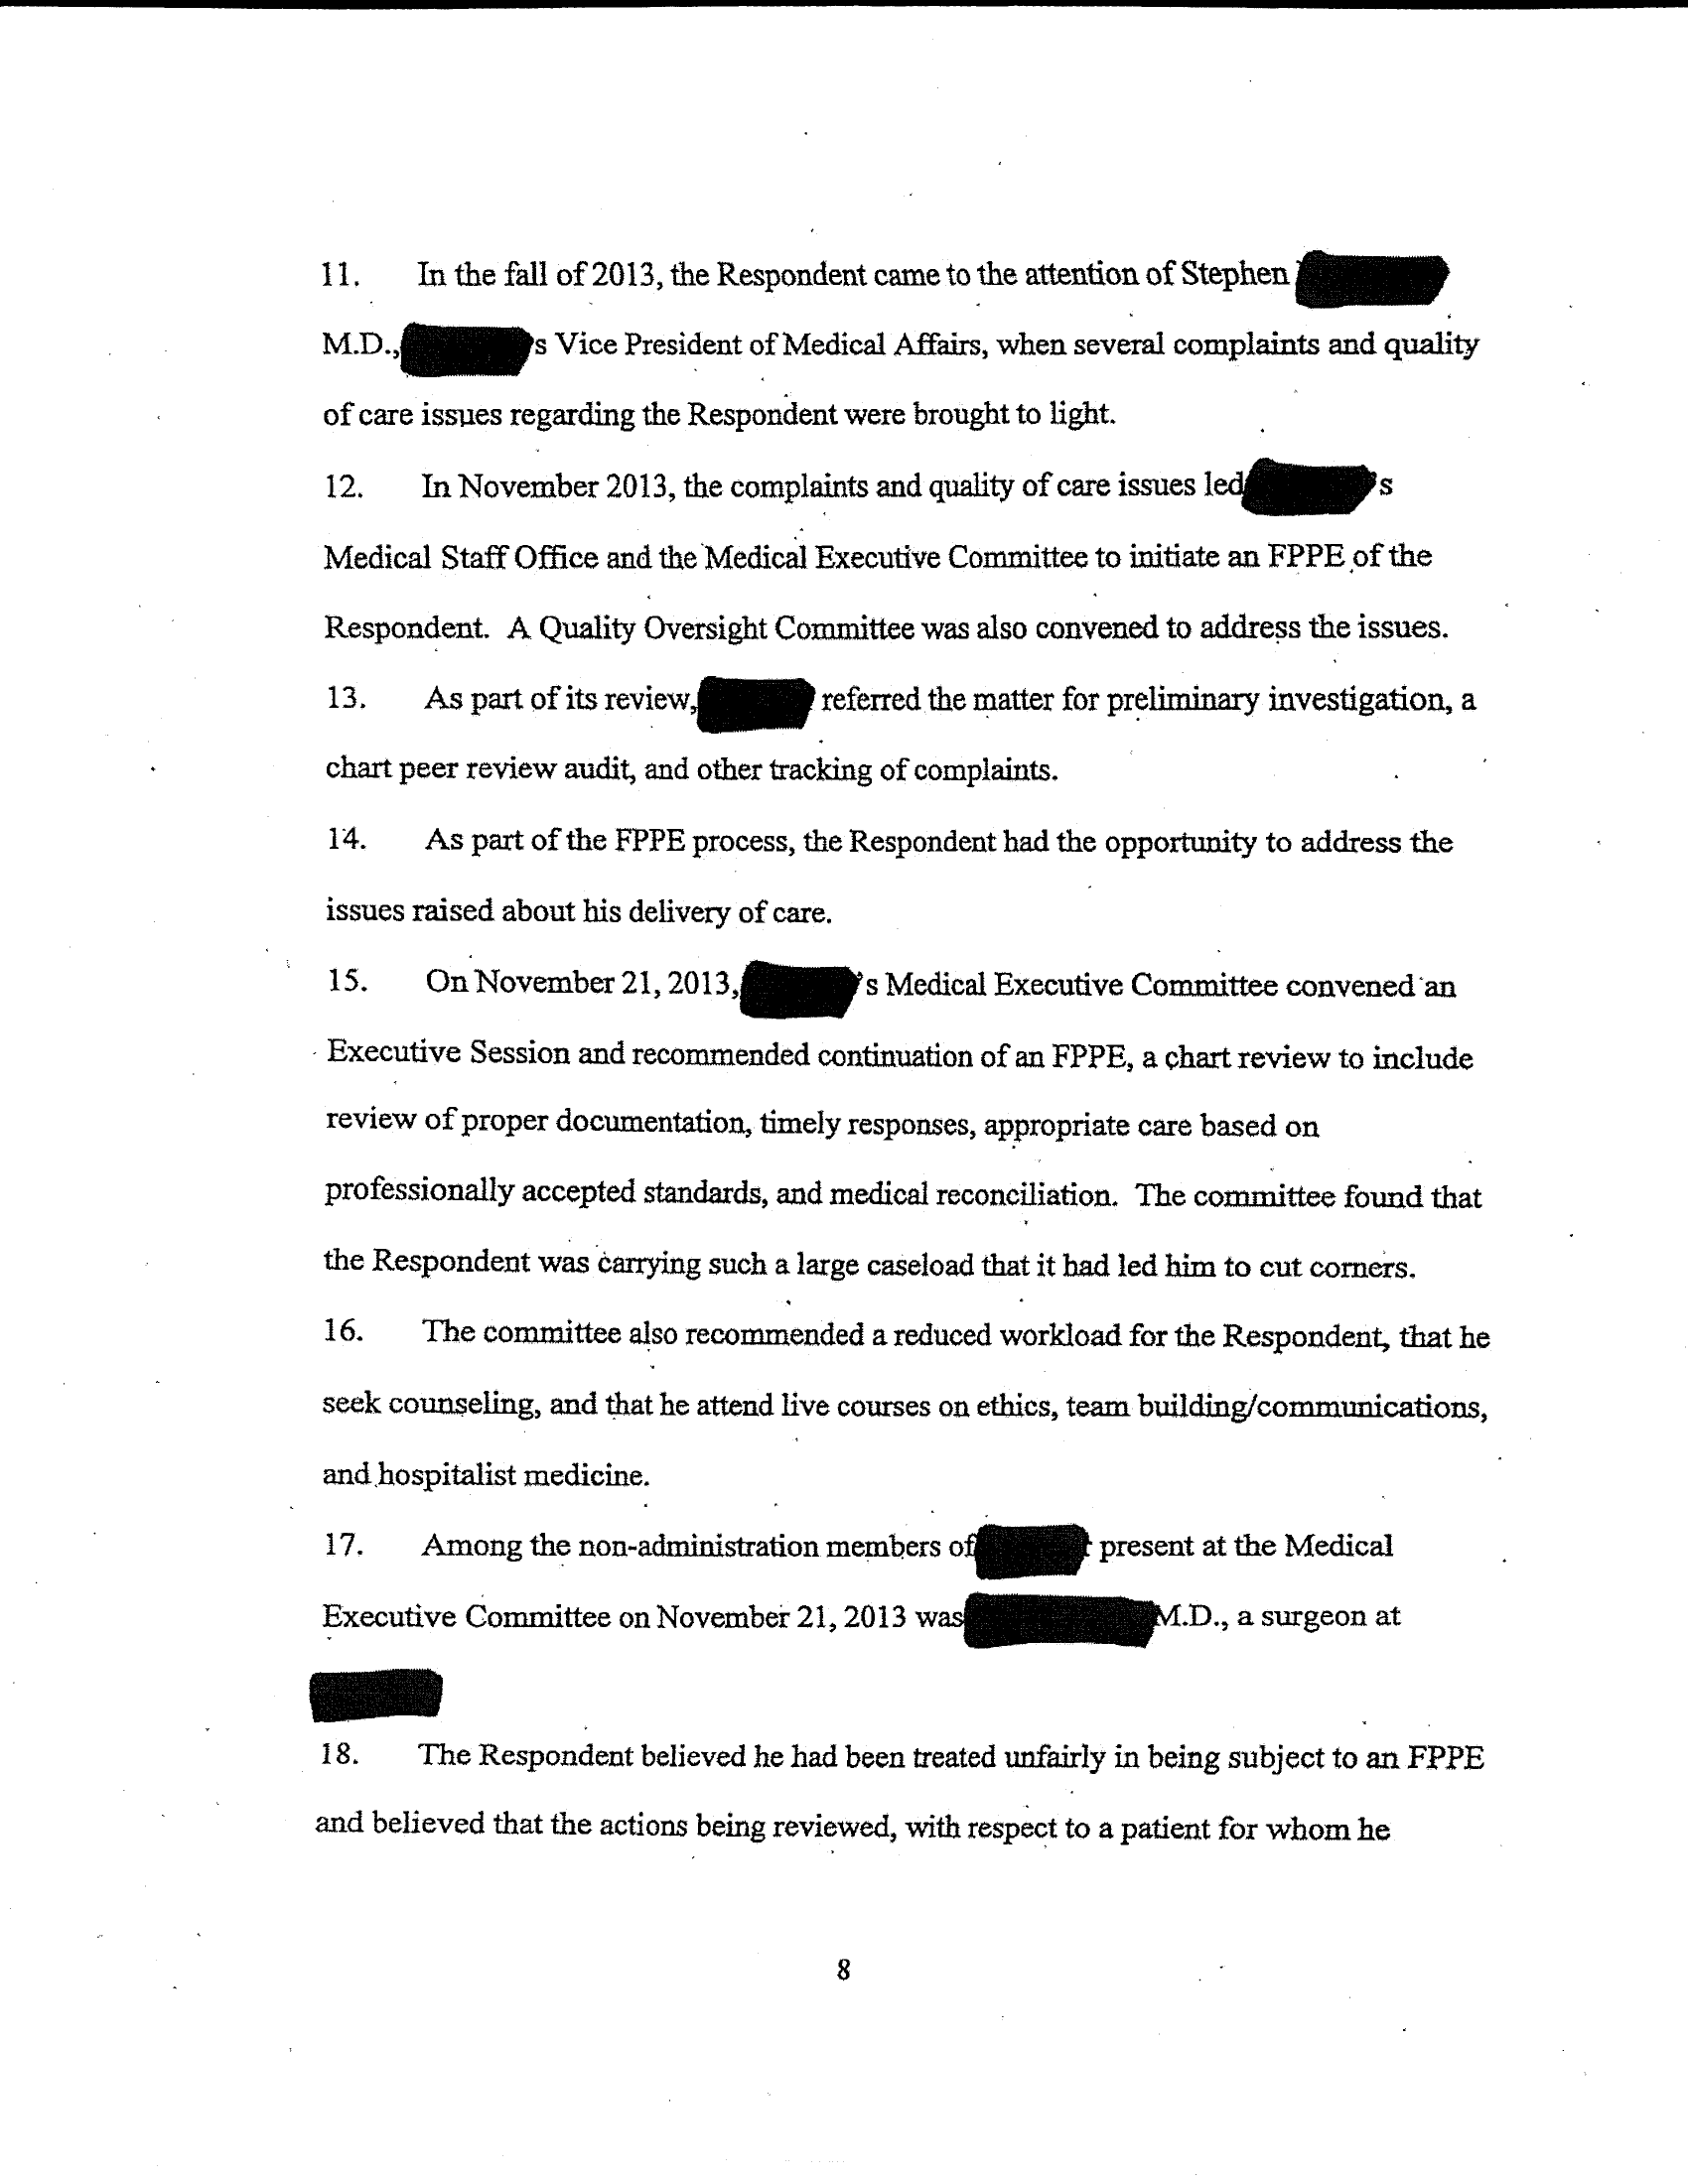 11. In the fall of 2013, the Respondent came to the attention of Stephen
M.D., 's Vice President of Medical Affairs, when several complaints and quality
of care issues regarding the Respondent were brought to light.
12. In November 2013, the complaints and quality of care issues led 's
Medical Staff Office and the Medical Executive Committee to initiate an FPPE of the
Respondent. A Quality Oversight Committee was also convened to address the issues.
13. As part of its review, referred the matter for preliminary investigation, a
chart peer review audit, and other tracking of complaints.
14. As part of the FPPE process, the Respondent had the opportunity to address the
issues raised about his delivery of care.
15. On November 21, 2013, 's Medical Executive Committee convened an
Executive Session and recommended continuation of an FPPE, a chart review to include
review of proper documentation, timely responses, appropriate care based on
professionally accepted standards, and medical reconciliation. The committee found that
the Respondent was carrying such a large caseload that it had led him to cut corners.
16. The committee also recommended a reduced workload for the Respondent, that he
seek counseling, and that he attend live courses on ethics, team building/communications,
and hospitalist medicine.
17. Among the non-administration members of present at the Medical
Executive Committee on November 21, 2013 was M.D., a surgeon at
18. The Respondent believed he had been treated unfairly in being subject to an FPPE
and believed that the actions being reviewed, with respect to a patient for whom he
8